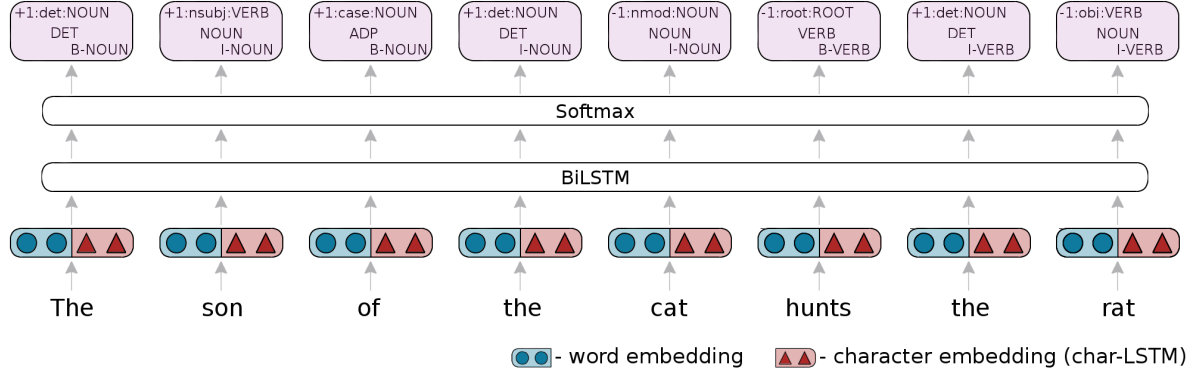 +1:det:NOUN +1:nsubj:VERB +1:case:NOUN +1:det:NOUN -1:nmod:NOUN -1:root:ROOT +1:det:NOUN -1:obj:VERB
DET NOUN ADP DET NOUN VERB DET NOUN
B-NOUN I-NOUN B-NOUN I-NOUN I-NOUN B-VERB I-VERB I-VERB
Softmax
BiLSTM
The son of the cat hunts the rat
- word embedding - character embedding (char-LSTM)